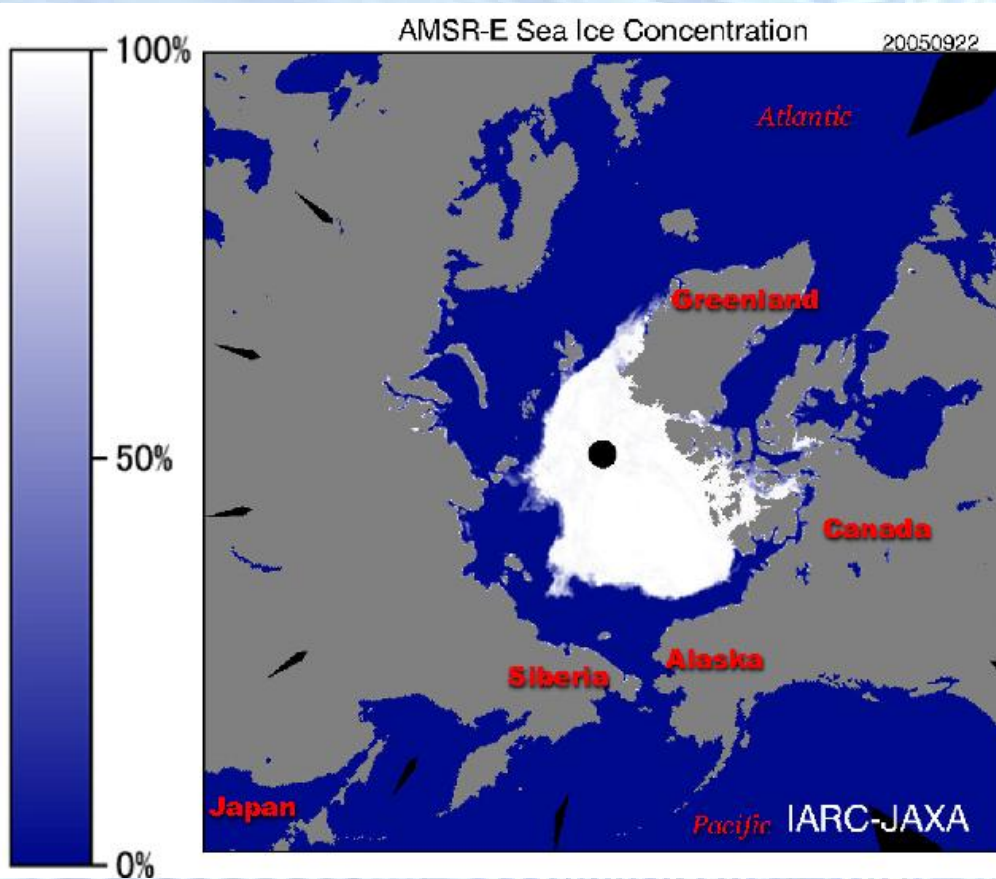 AMSR-E Sea Ice Concentration
20050922
100%
50%
0%
Atlantic
Greenland
Canada
Alaska
Siberia
Japan
Pacific
IARC-JAXA